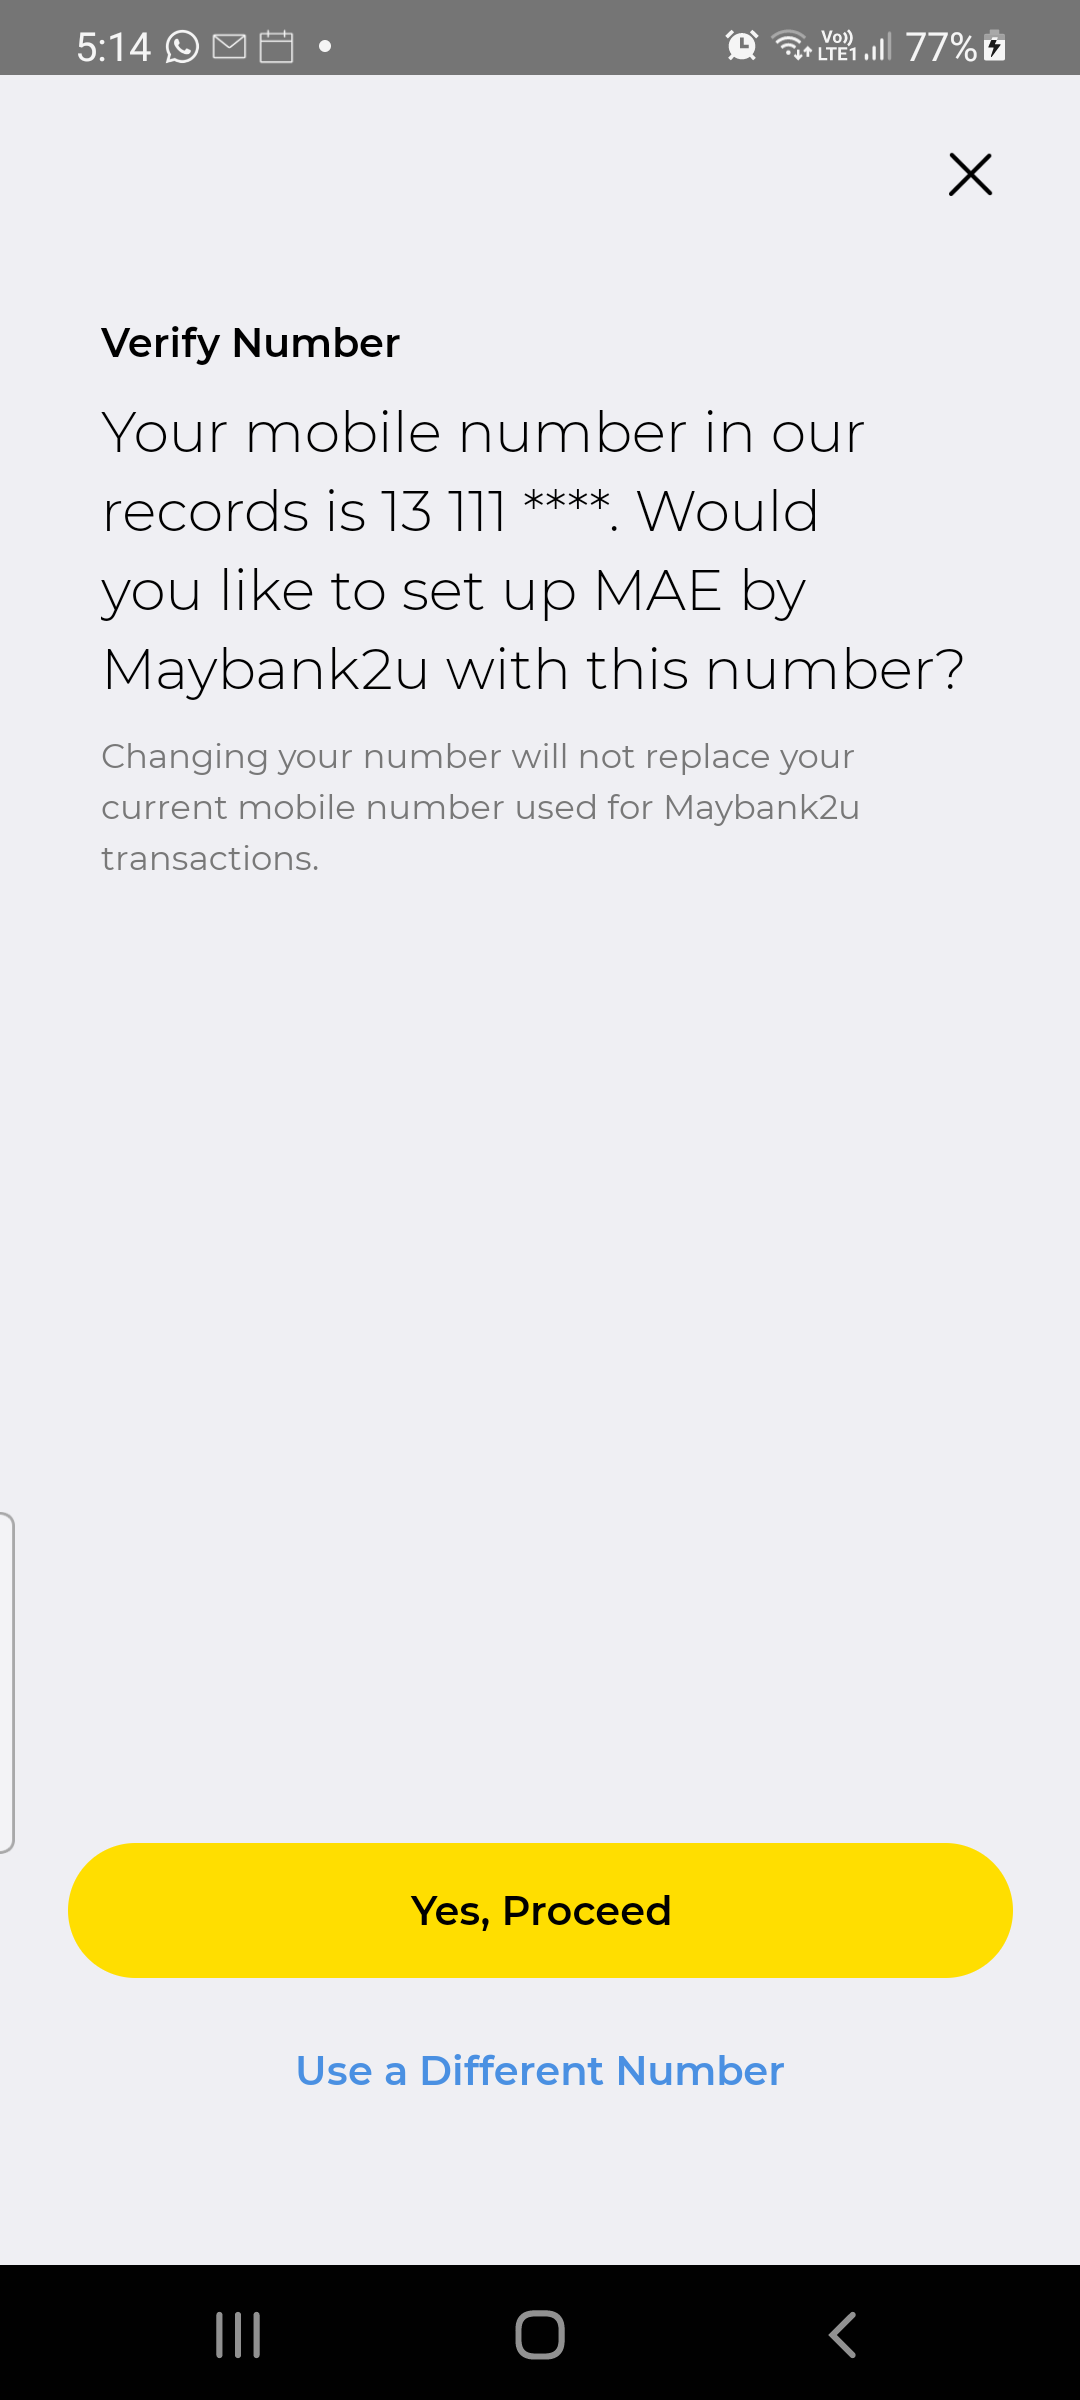 5:14
Vo)) LTE1 77%
Verify Number
Your mobile number in our
records is 13 111 ****. Would
you like to set up MAE by
Maybank2u with this number?
Changing your number will not replace your
current mobile number used for Maybank2u
transactions.
Yes, Proceed
Use a Different Number